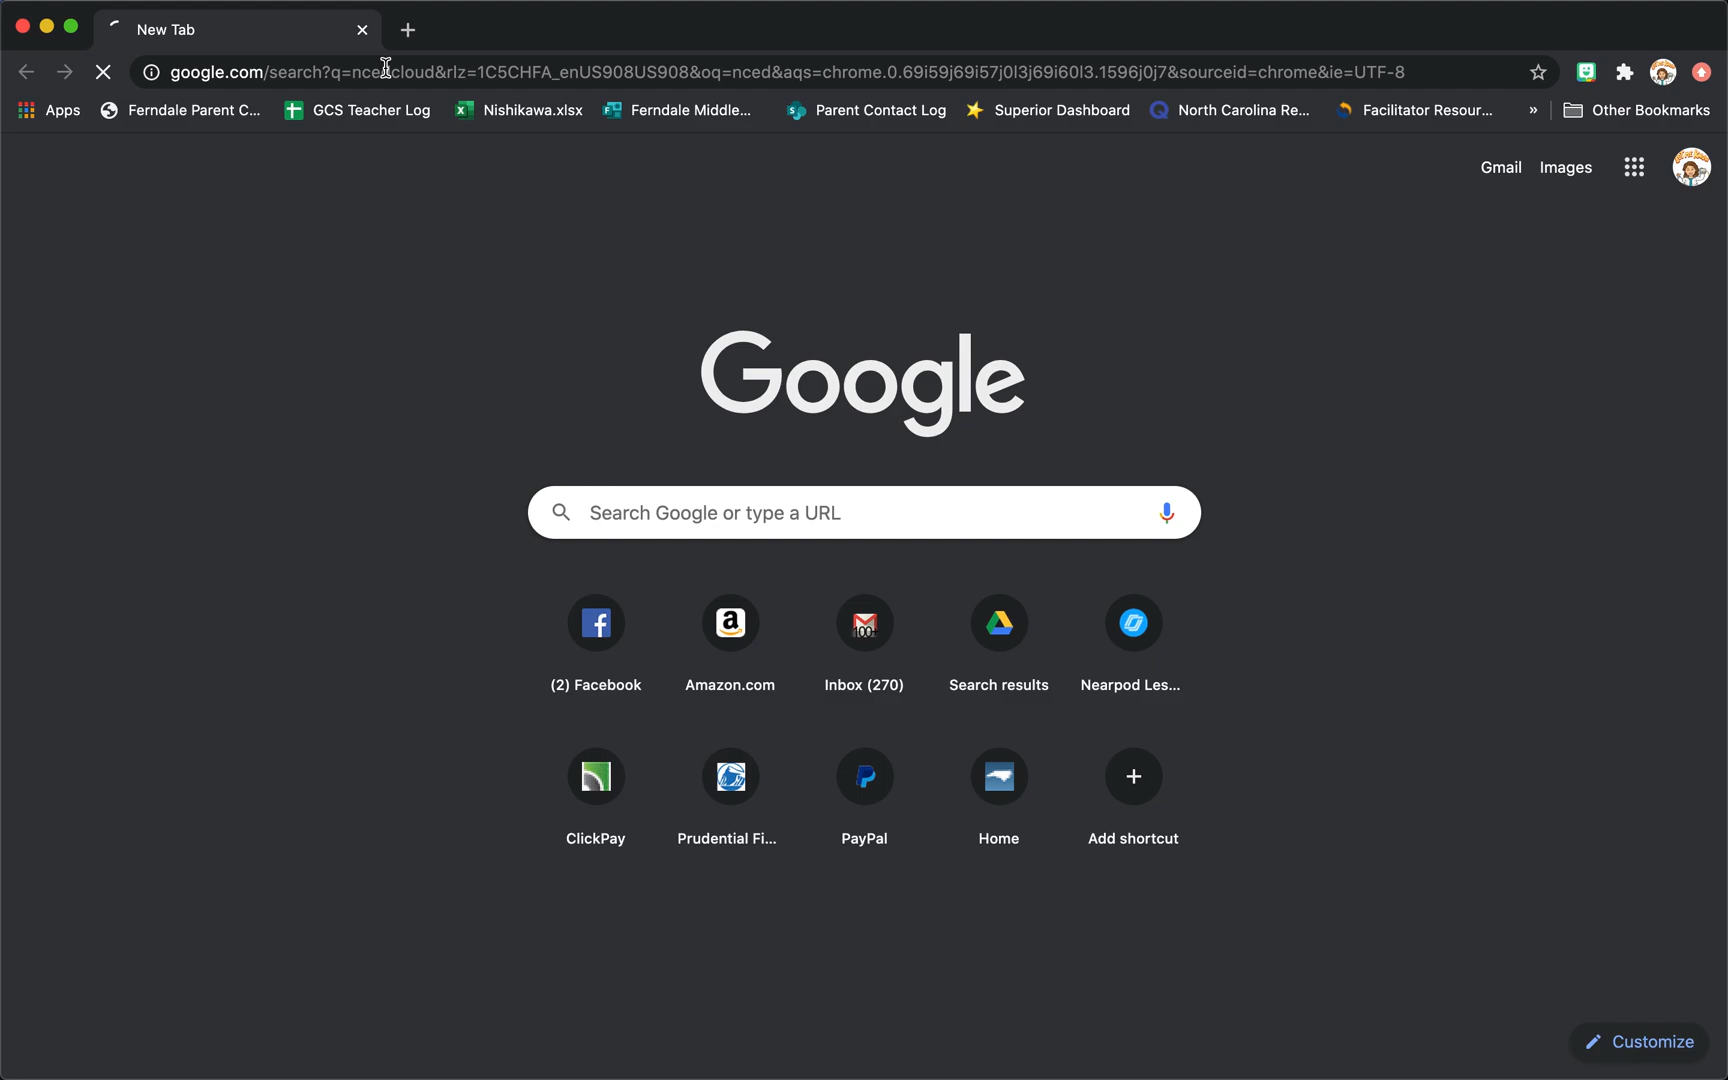 New Tab
google.com/search?q=nced cloud&rlz=1C5CHFA_enUS908US908&oq=nced&aqs=chrome.0.69i59j69i57j0l3j69i60l3.1596j0j7&sourceid=chrome&ie=UTF-8
Apps Ferndale Parent C... GCS Teacher Log Nishikawa.xlsx Ferndale Middle... Parent Contact Log Superior Dashboard North Carolina Re... Facilitator Resour... » Other Bookmarks
Gmail Images
Google
Search Google or type a URL
(2) Facebook Amazon.com Inbox (270) Search results Nearpod Les...
ClickPay Prudential Fi... PayPal Home Add shortcut
Customize